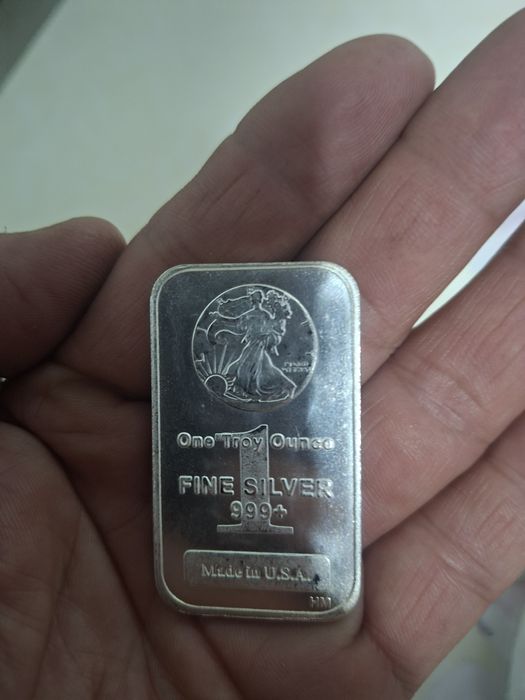 One Troy Ounce
1
FINE SILVER
999+
Made in U.S.A.
HM